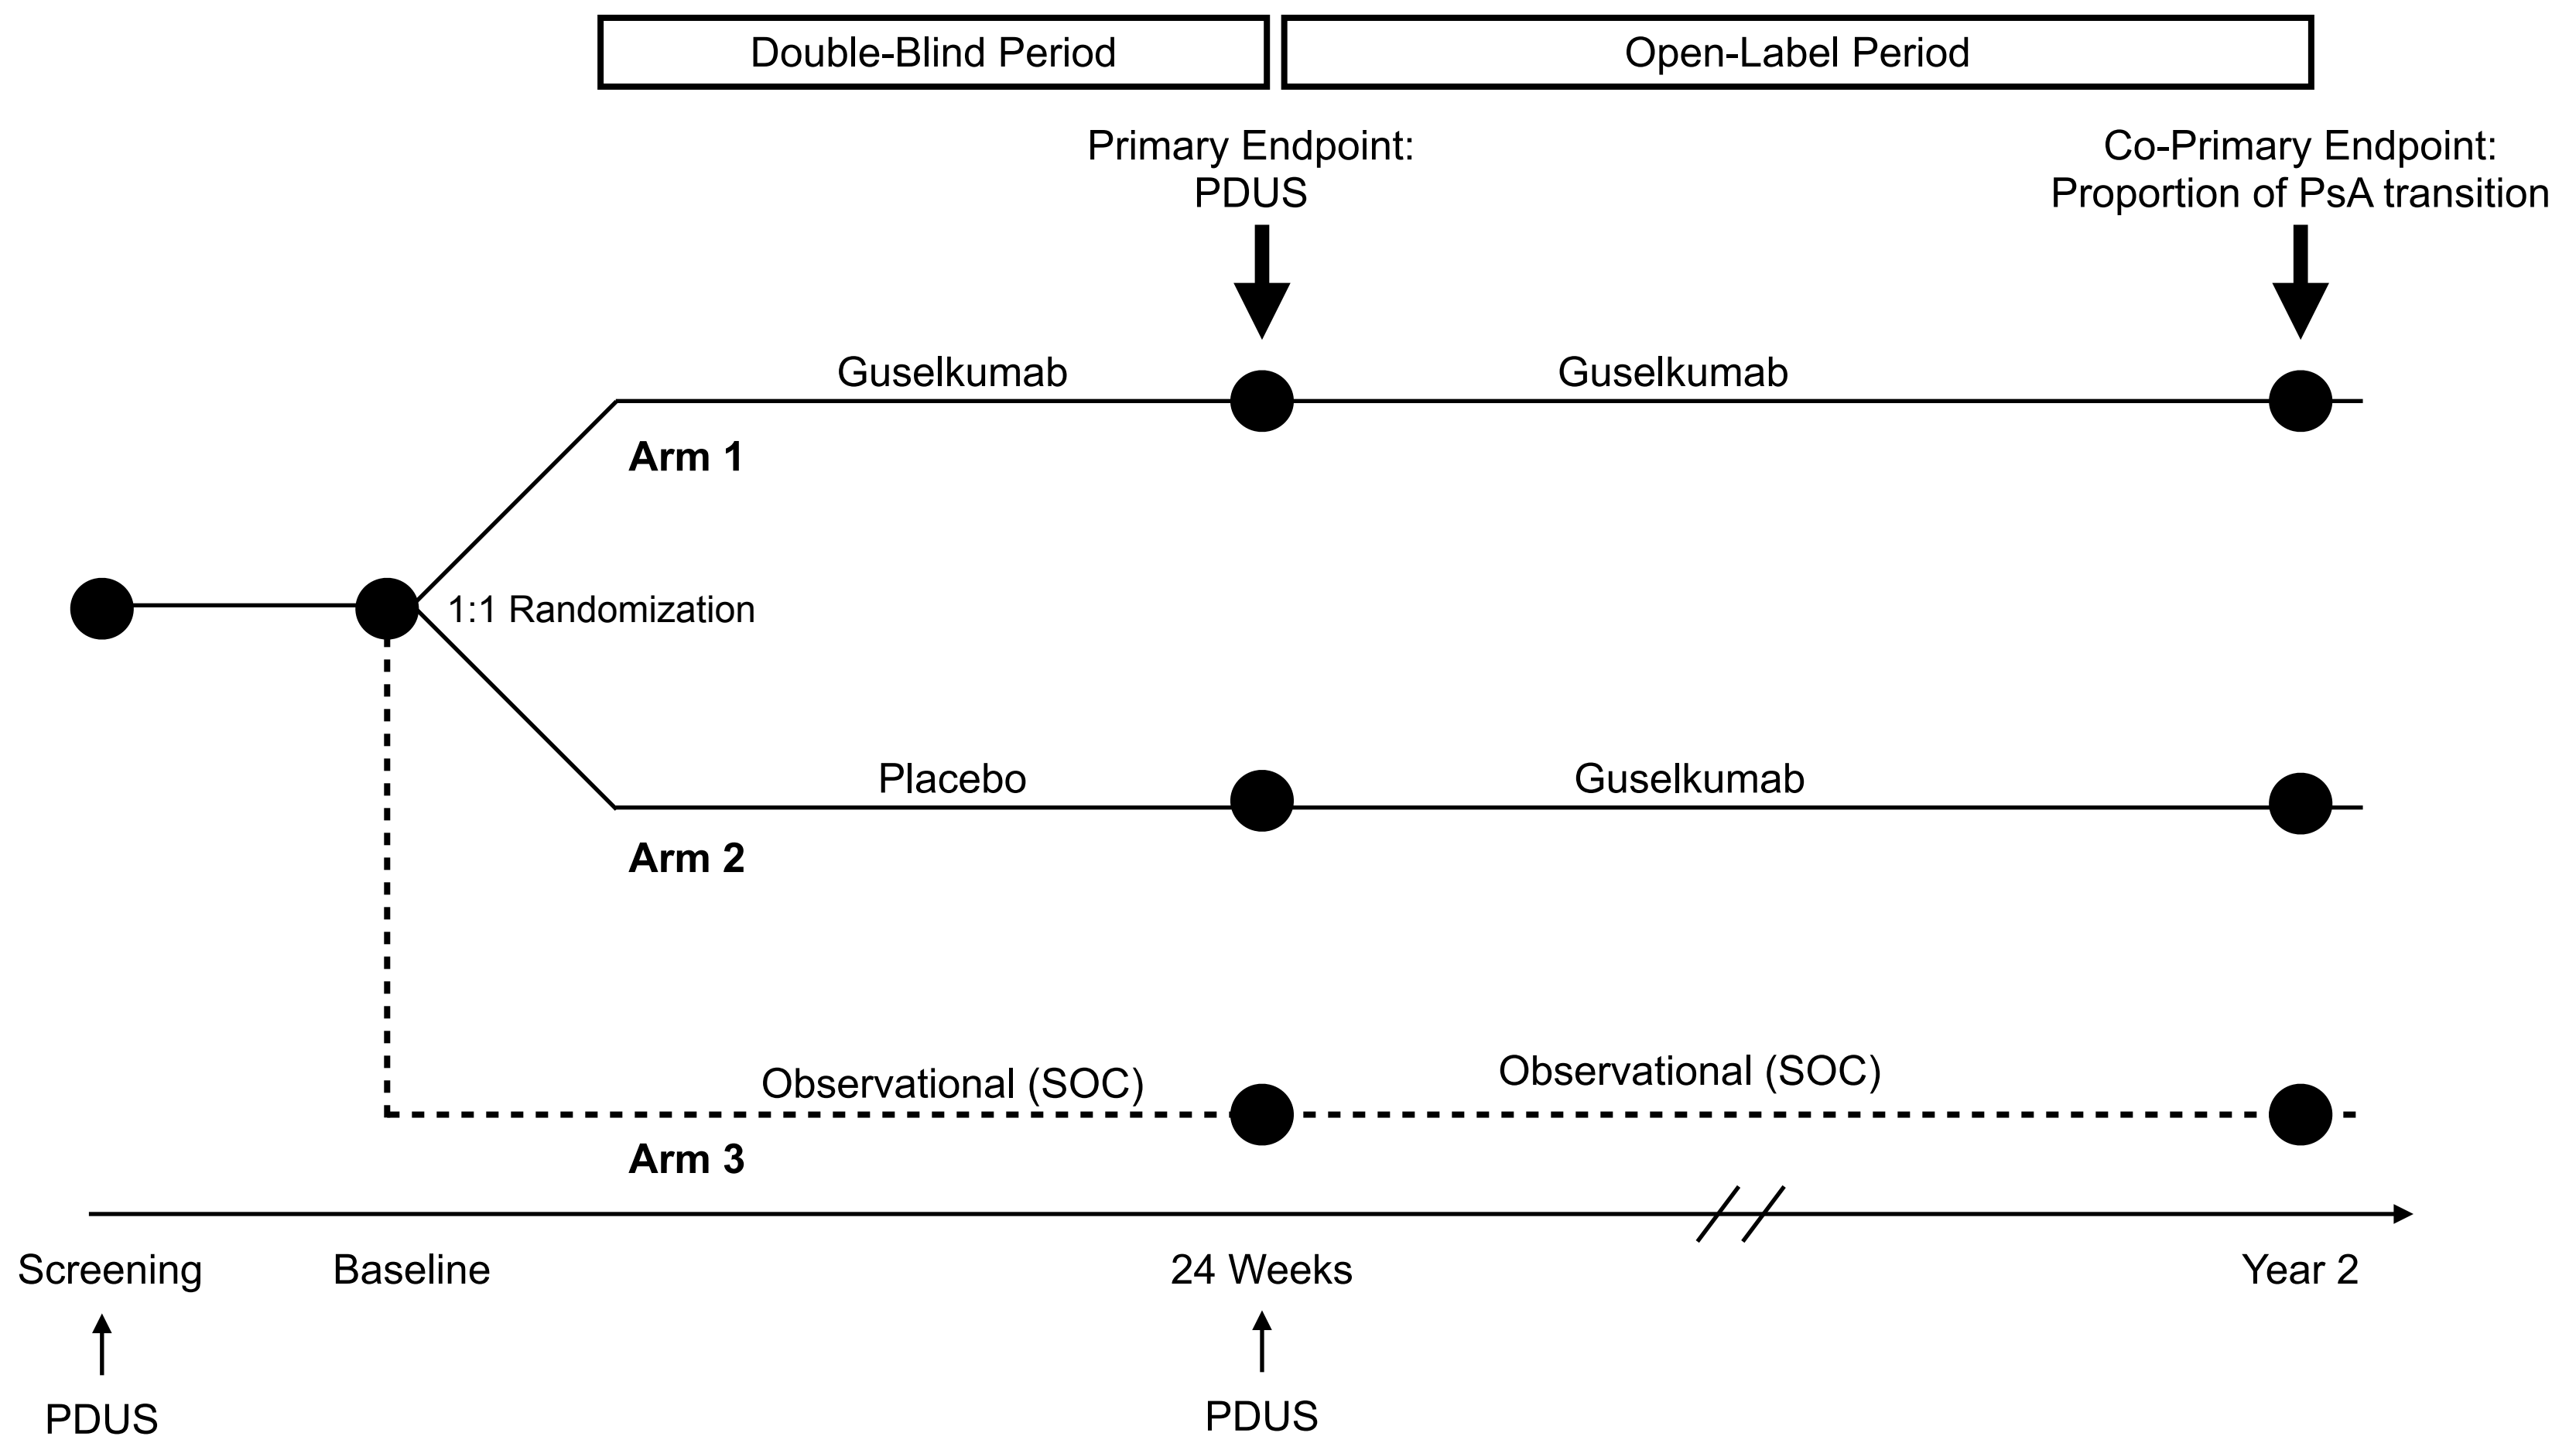 Double-Blind Period
Open-Label Period
Primary Endpoint:
PDUS
Co-Primary Endpoint:
Proportion of PsA transition
Guselkumab
Guselkumab
Arm 1
1:1 Randomization
Placebo
Guselkumab
Arm 2
Observational (SOC)
Observational (SOC)
Arm 3
Screening
Baseline
24 Weeks
Year 2
PDUS
PDUS